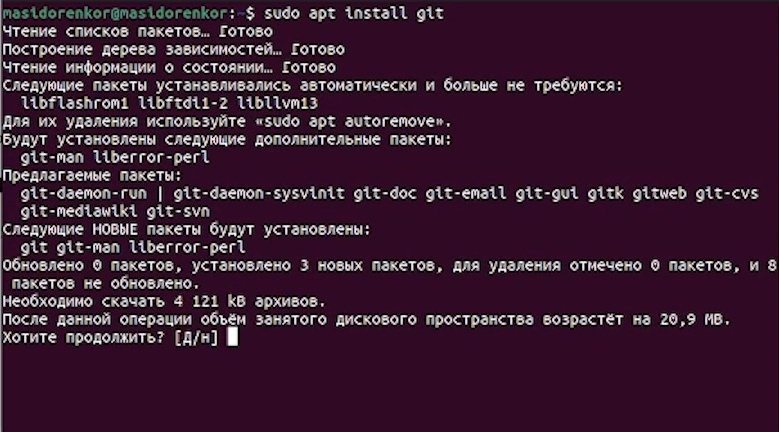 masidorenkor@masidorenkor:~$ sudo apt install git
Чтение списков пакетов… Готово
Построение дерева зависимостей… Готово
Чтение информации о состоянии… Готово
Следующие пакеты устанавливались автоматически и больше не требуются:
libflashrom1 libftdi1-2 libllvm13
Для их удаления используйте «sudo apt autoremove».
Будут установлены следующие дополнительные пакеты:
git-man liberror-perl
Предлагаемые пакеты:
git-daemon-run | git-daemon-sysvinit git-doc git-email git-gui gitk gitweb git-cvs
git-mediawiki git-svn
Следующие НОВЫЕ пакеты будут установлены:
git git-man liberror-perl
Обновлено 0 пакетов, установлено 3 новых пакетов, для удаления отмечено 0 пакетов, и 8
пакетов не обновлено.
Необходимо скачать 4 121 kB архивов.
После данной операции объём занятого дискового пространства возрастёт на 20,9 MB.
Хотите продолжить? [Д/н]